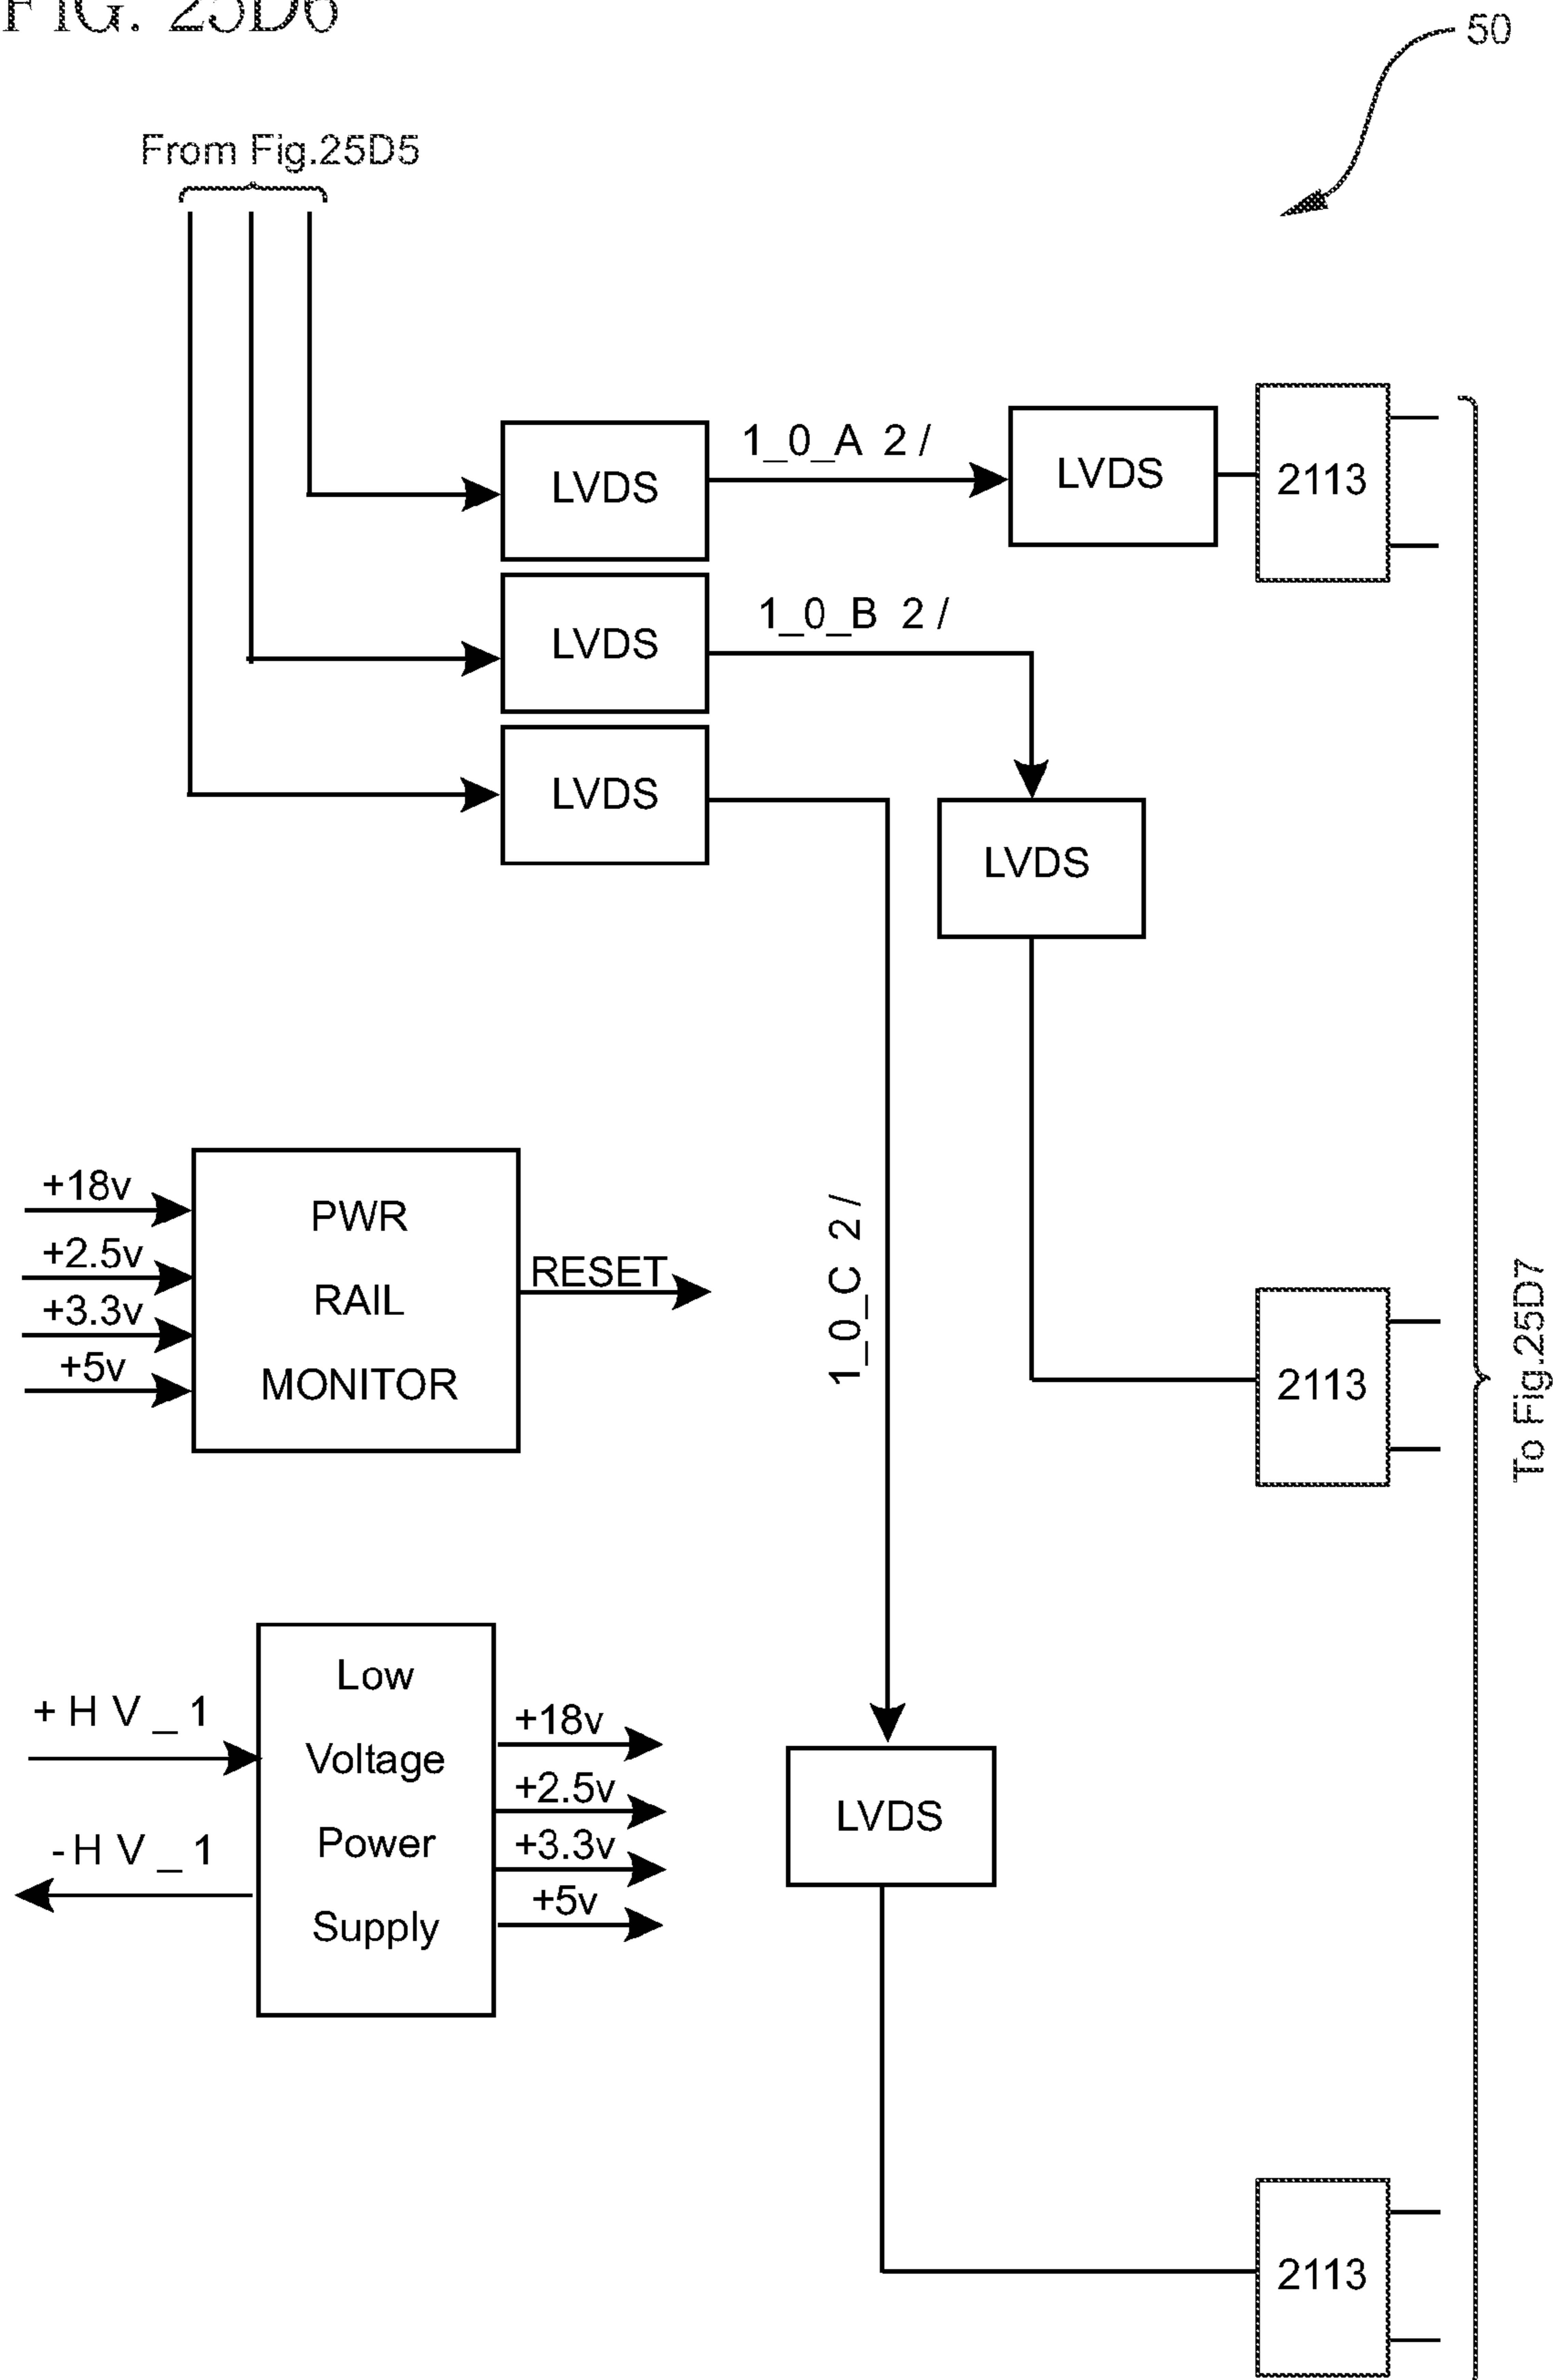 FIG. 25D6
50
From Fig.25D5
LVDS
1_0_A 2 /
LVDS
2113
LVDS
1_0_B 2 /
LVDS
LVDS
1_0_C 2 /
2113
To Fig.25D7
+18v
+2.5v
+3.3v
+5v
PWR
RAIL
MONITOR
RESET
+ H V _ 1
- H V _ 1
Low
Voltage
Power
Supply
+18v
+2.5v
+3.3v
+5v
LVDS
2113